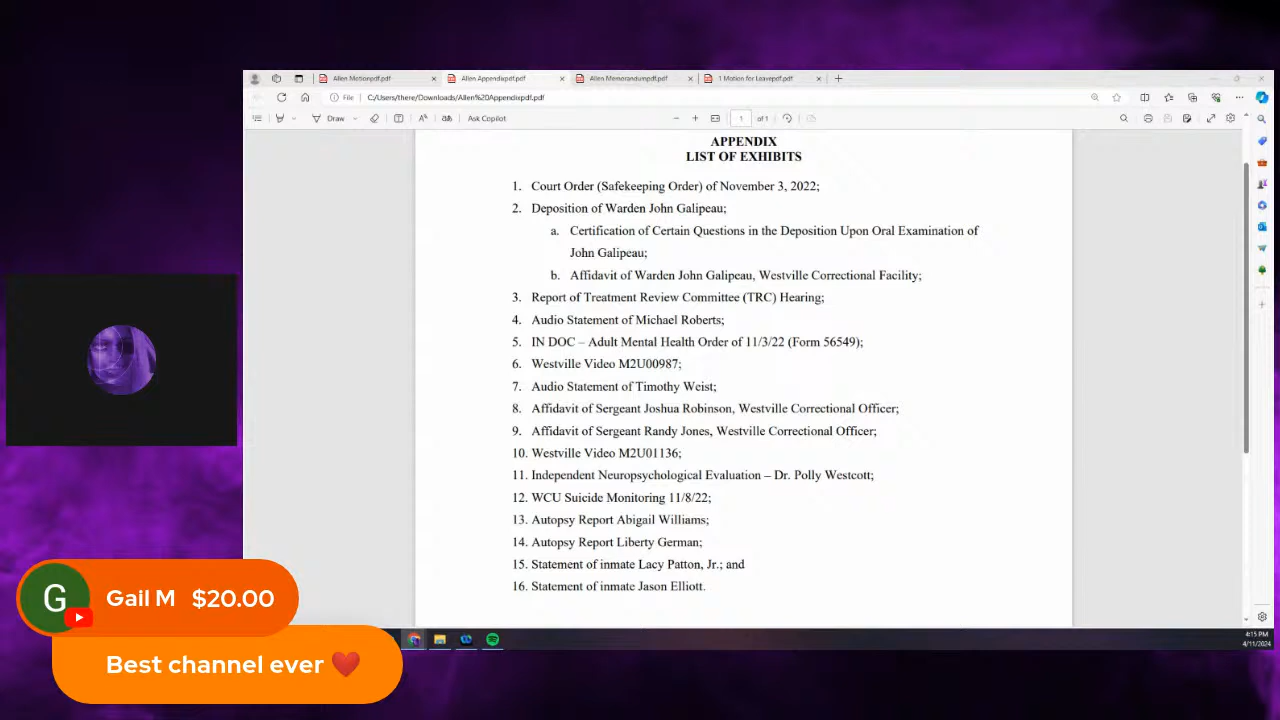 Allen Motionpdf.pdf
Allen Appendixpdf.pdf
Allen Memorandumpdf.pdf
1 Motion for Leavepdf.pdf
File
C:/Users/there/Downloads/Allen%20Appendixpdf.pdf
Draw
Ask Copilot
1
of 1
APPENDIX
LIST OF EXHIBITS
1. Court Order (Safekeeping Order) of November 3, 2022;
2. Deposition of Warden John Galipeau;
a. Certification of Certain Questions in the Deposition Upon Oral Examination of
John Galipeau;
b. Affidavit of Warden John Galipeau, Westville Correctional Facility;
3. Report of Treatment Review Committee (TRC) Hearing;
4. Audio Statement of Michael Roberts;
5. IN DOC – Adult Mental Health Order of 11/3/22 (Form 56549);
6. Westville Video M2U00987;
7. Audio Statement of Timothy Weist;
8. Affidavit of Sergeant Joshua Robinson, Westville Correctional Officer;
9. Affidavit of Sergeant Randy Jones, Westville Correctional Officer;
10. Westville Video M2U01136;
11. Independent Neuropsychological Evaluation – Dr. Polly Westcott;
12. WCU Suicide Monitoring 11/8/22;
13. Autopsy Report Abigail Williams;
14. Autopsy Report Liberty German;
15. Statement of inmate Lacy Patton, Jr.; and
16. Statement of inmate Jason Elliott.
4:15 PM
4/11/2024
G
Gail M $20.00
Best channel ever ❤️